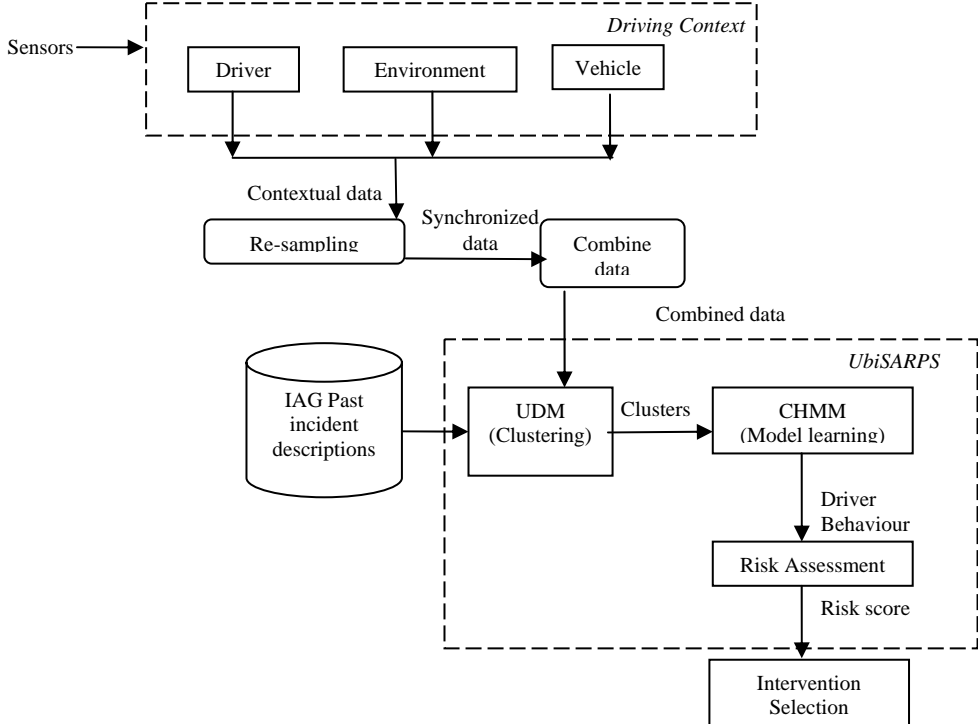 Driving Context
Sensors
Driver
Environment
Vehicle
Contextual data
Re-sampling
Synchronized
data
Combine
data
Combined data
UbiSARPS
IAG Past
incident
descriptions
UDM
(Clustering)
Clusters
CHMM
(Model learning)
Driver
Behaviour
Risk Assessment
Risk score
Intervention
Selection